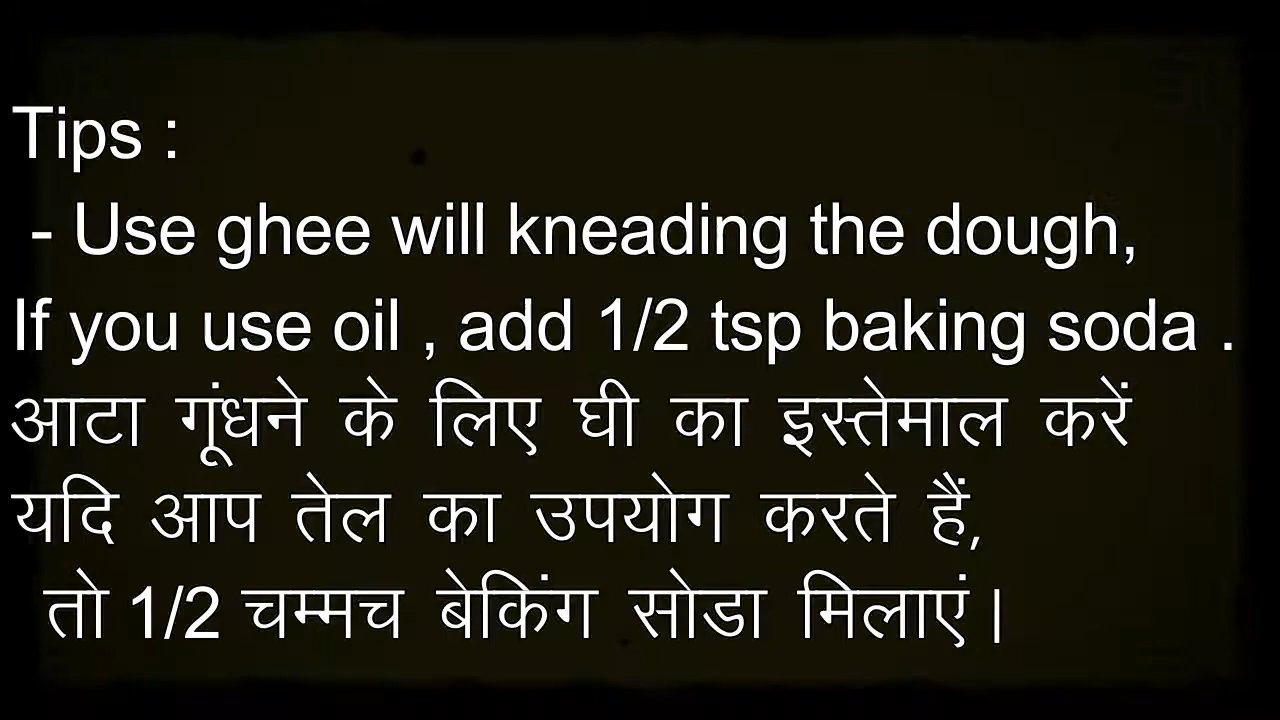 Tips :
- Use ghee will kneading the dough,
If you use oil , add 1/2 tsp baking soda .
आटा गूंधने के लिए घी का इस्तेमाल करें
यदि आप तेल का उपयोग करते हैं,
तो 1/2 चम्मच बेकिंग सोडा मिलाएं |